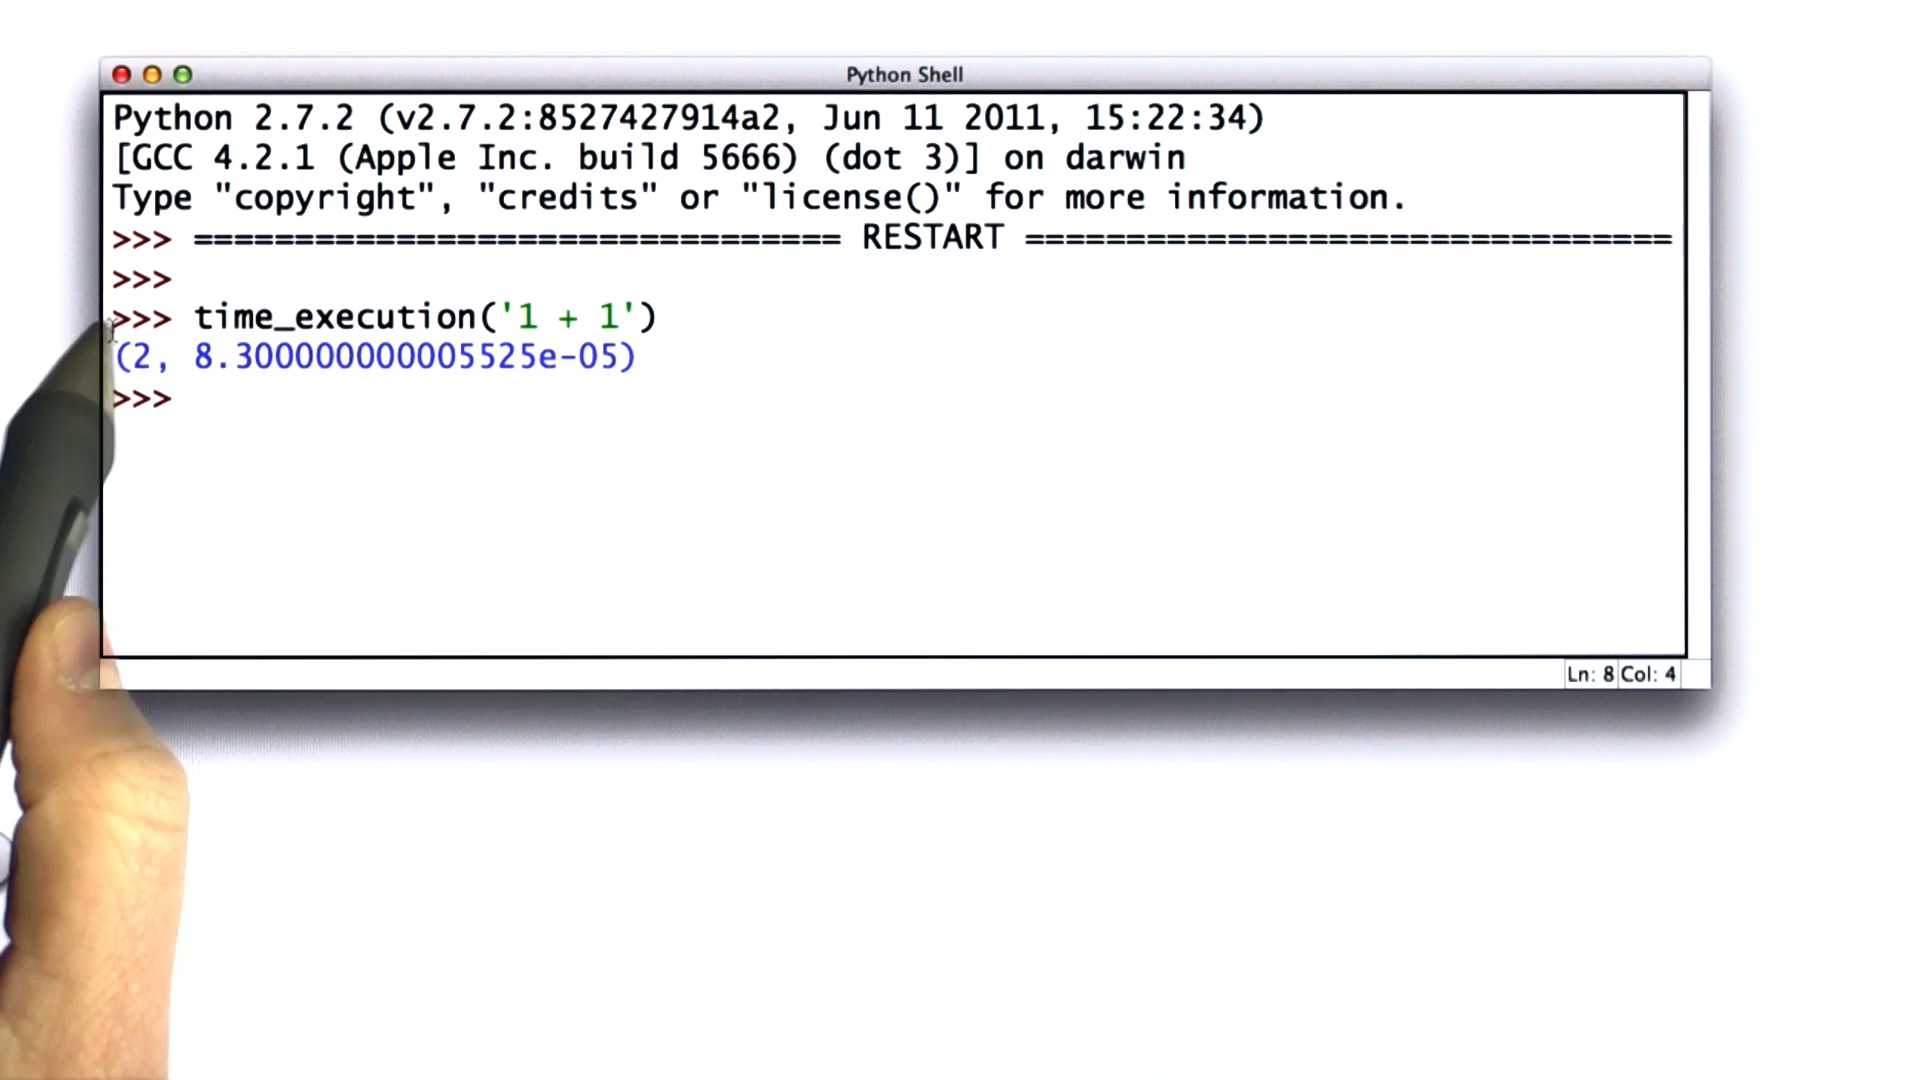 Python Shell
Python 2.7.2 (v2.7.2:8527427914a2, Jun 11 2011, 15:22:34)
[GCC 4.2.1 (Apple Inc. build 5666) (dot 3)] on darwin
Type "copyright", "credits" or "license()" for more information.
>>> ================================ RESTART ================================
>>>
>>> time_execution('1 + 1')
(2, 8.300000000005525e-05)
>>>
Ln: 8 Col: 4